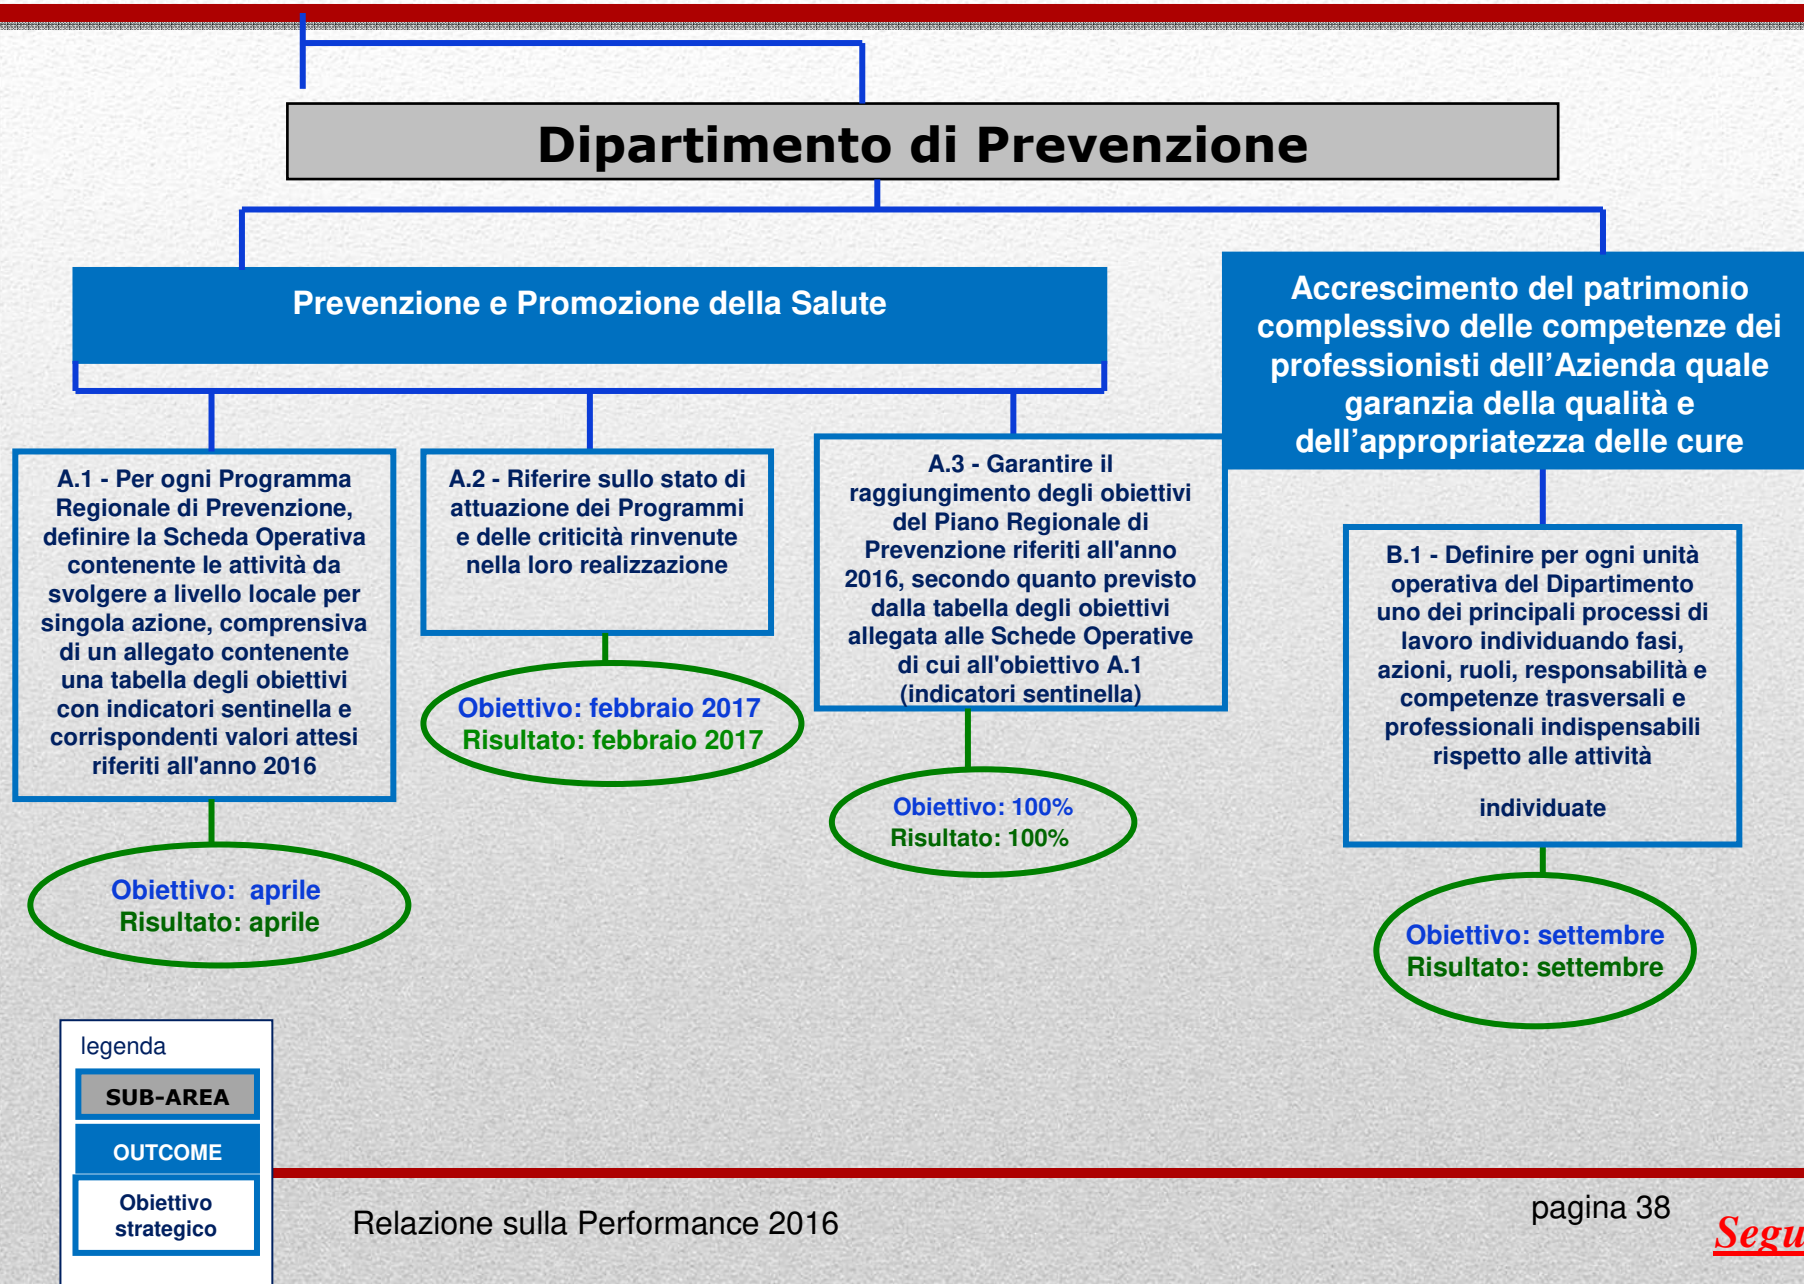 Dipartimento di Prevenzione
Prevenzione e Promozione della Salute
Accrescimento del patrimonio
complessivo delle competenze dei
professionisti dell’Azienda quale
garanzia della qualità e
dell’appropriatezza delle cure
A.1 - Per ogni Programma
Regionale di Prevenzione,
definire la Scheda Operativa
contenente le attività da
svolgere a livello locale per
singola azione, comprensiva
di un allegato contenente
una tabella degli obiettivi
con indicatori sentinella e
corrispondenti valori attesi
riferiti all'anno 2016
Obiettivo: aprile
Risultato: aprile
A.2 - Riferire sullo stato di
attuazione dei Programmi
e delle criticità rinvenute
nella loro realizzazione
Obiettivo: febbraio 2017
Risultato: febbraio 2017
A.3 - Garantire il
raggiungimento degli obiettivi
del Piano Regionale di
Prevenzione riferiti all'anno
2016, secondo quanto previsto
dalla tabella degli obiettivi
allegata alle Schede Operative
di cui all'obiettivo A.1
(indicatori sentinella)
Obiettivo: 100%
Risultato: 100%
B.1 - Definire per ogni unità
operativa del Dipartimento
uno dei principali processi di
lavoro individuando fasi,
azioni, ruoli, responsabilità e
competenze trasversali e
professionali indispensabili
rispetto alle attività
individuate
Obiettivo: settembre
Risultato: settembre
legenda
SUB-AREA
OUTCOME
Obiettivo
strategico
Relazione sulla Performance 2016
pagina 38
Segu